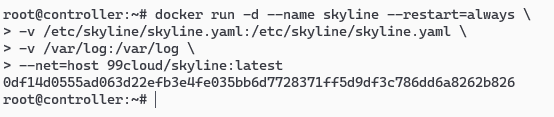 root@controller:~# docker run -d --name skyline --restart=always \
> -v /etc/skyline/skyline.yaml:/etc/skyline/skyline.yaml \
> -v /var/log:/var/log \
> --net=host 99cloud/skyline:latest
0df14d0555ad063d22efb3e4fe035bb6d7728371ff5d9df3c786dd6a8262b826
root@controller:~#